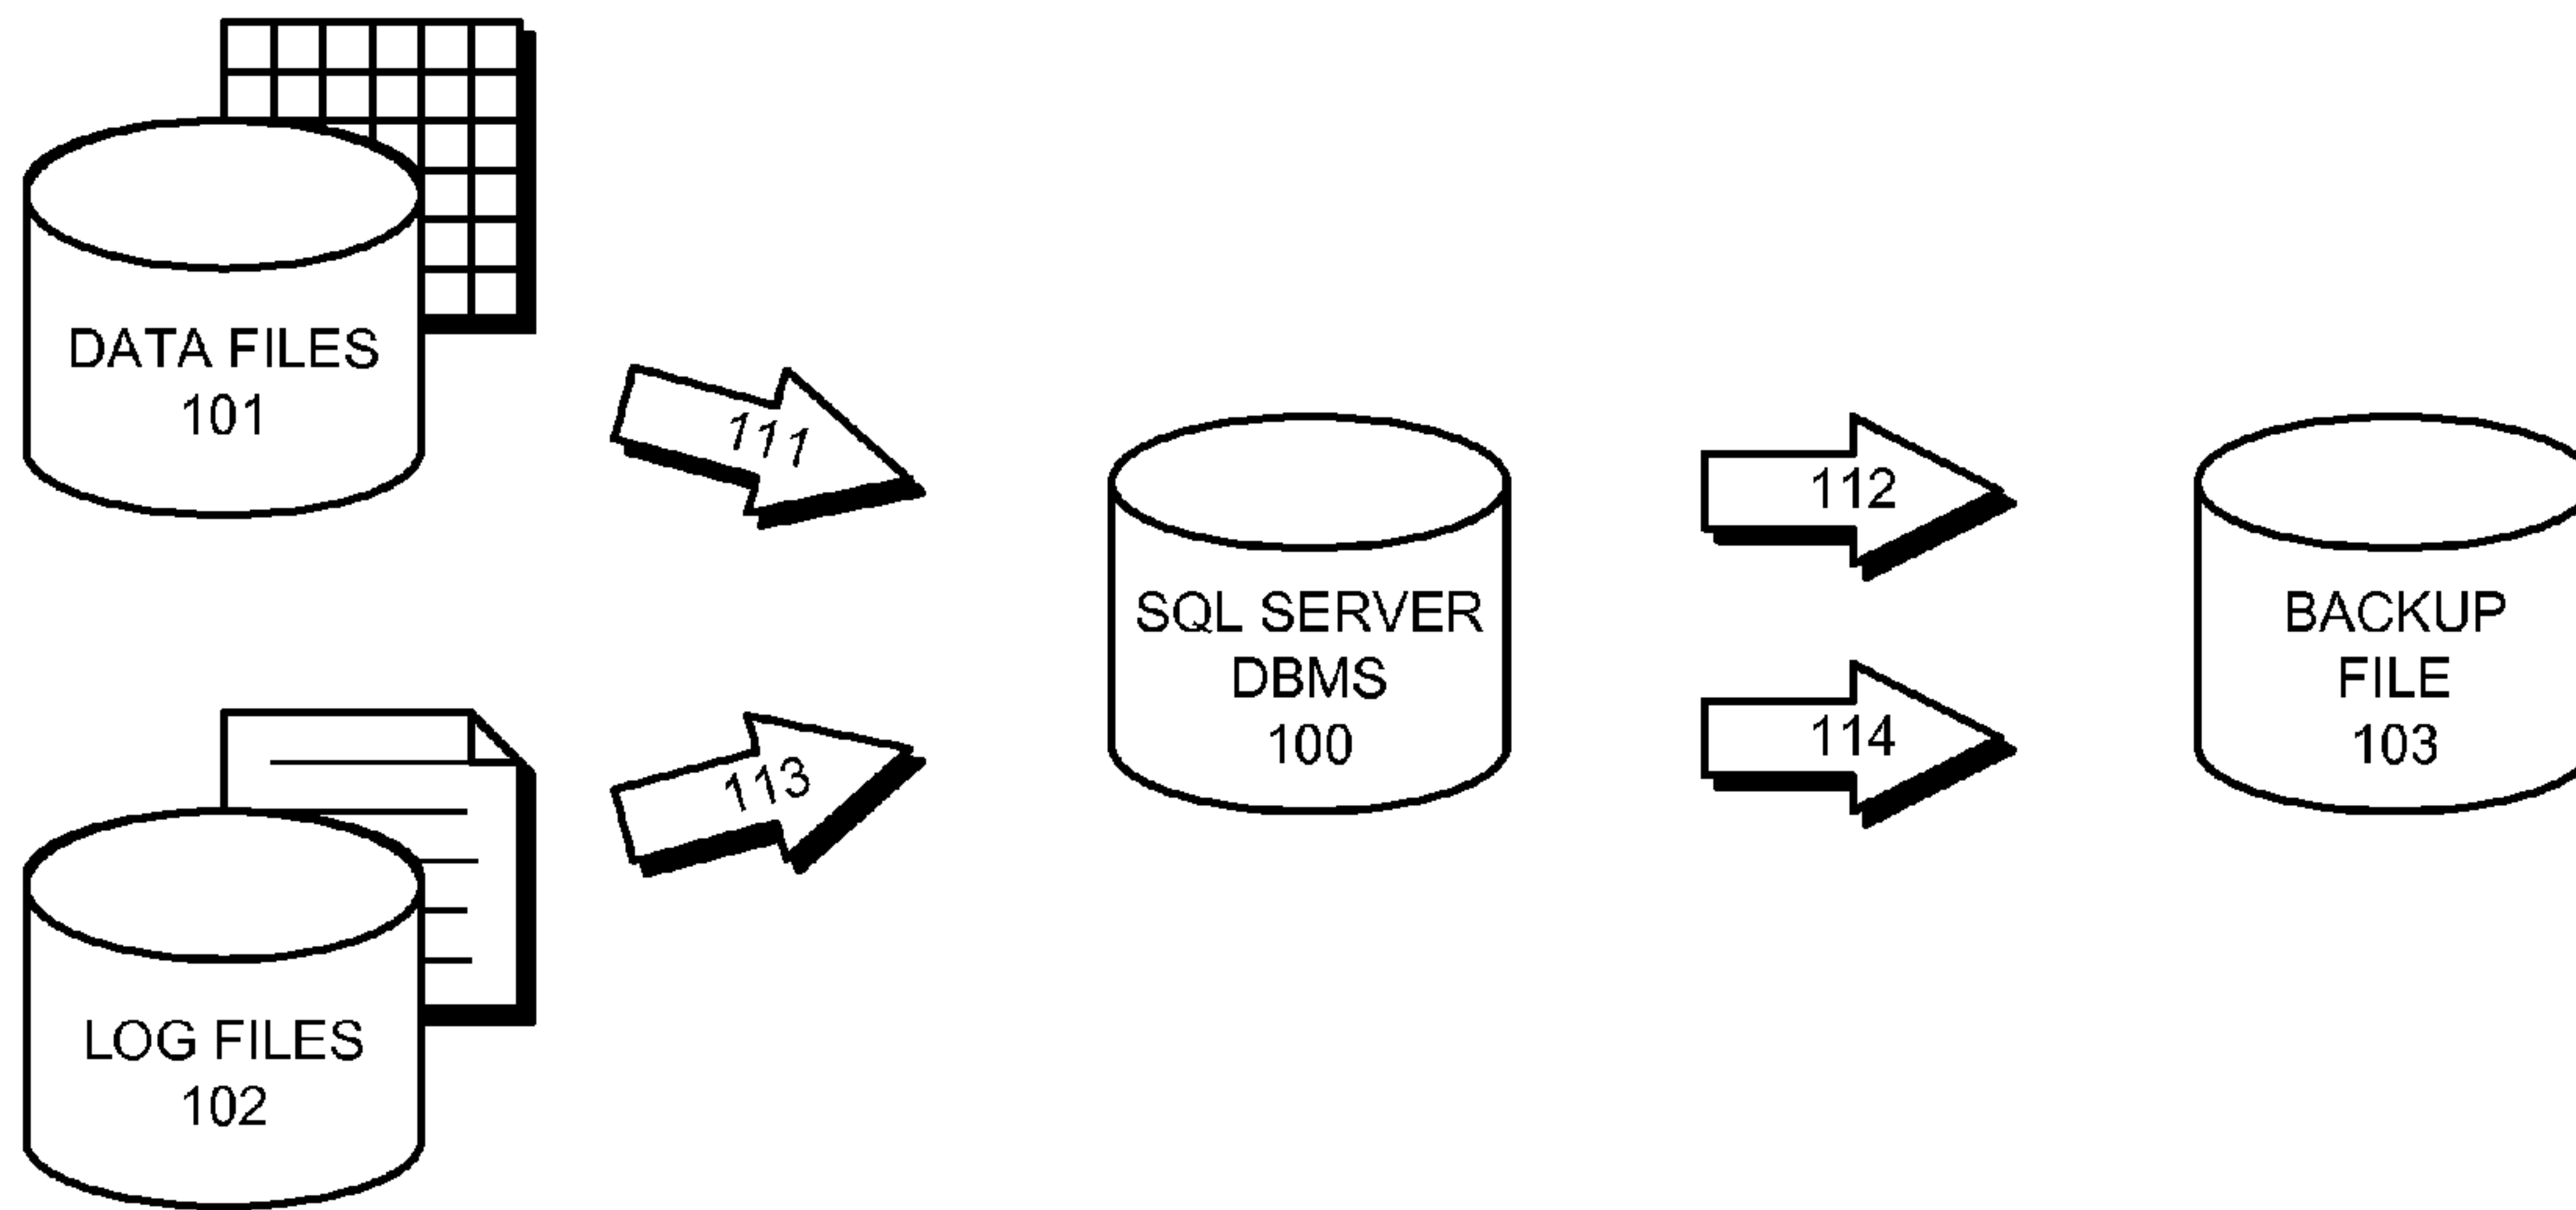 DATA FILES
101
111
LOG FILES
102
113
SQL SERVER
DBMS
100
112
114
BACKUP
FILE
103